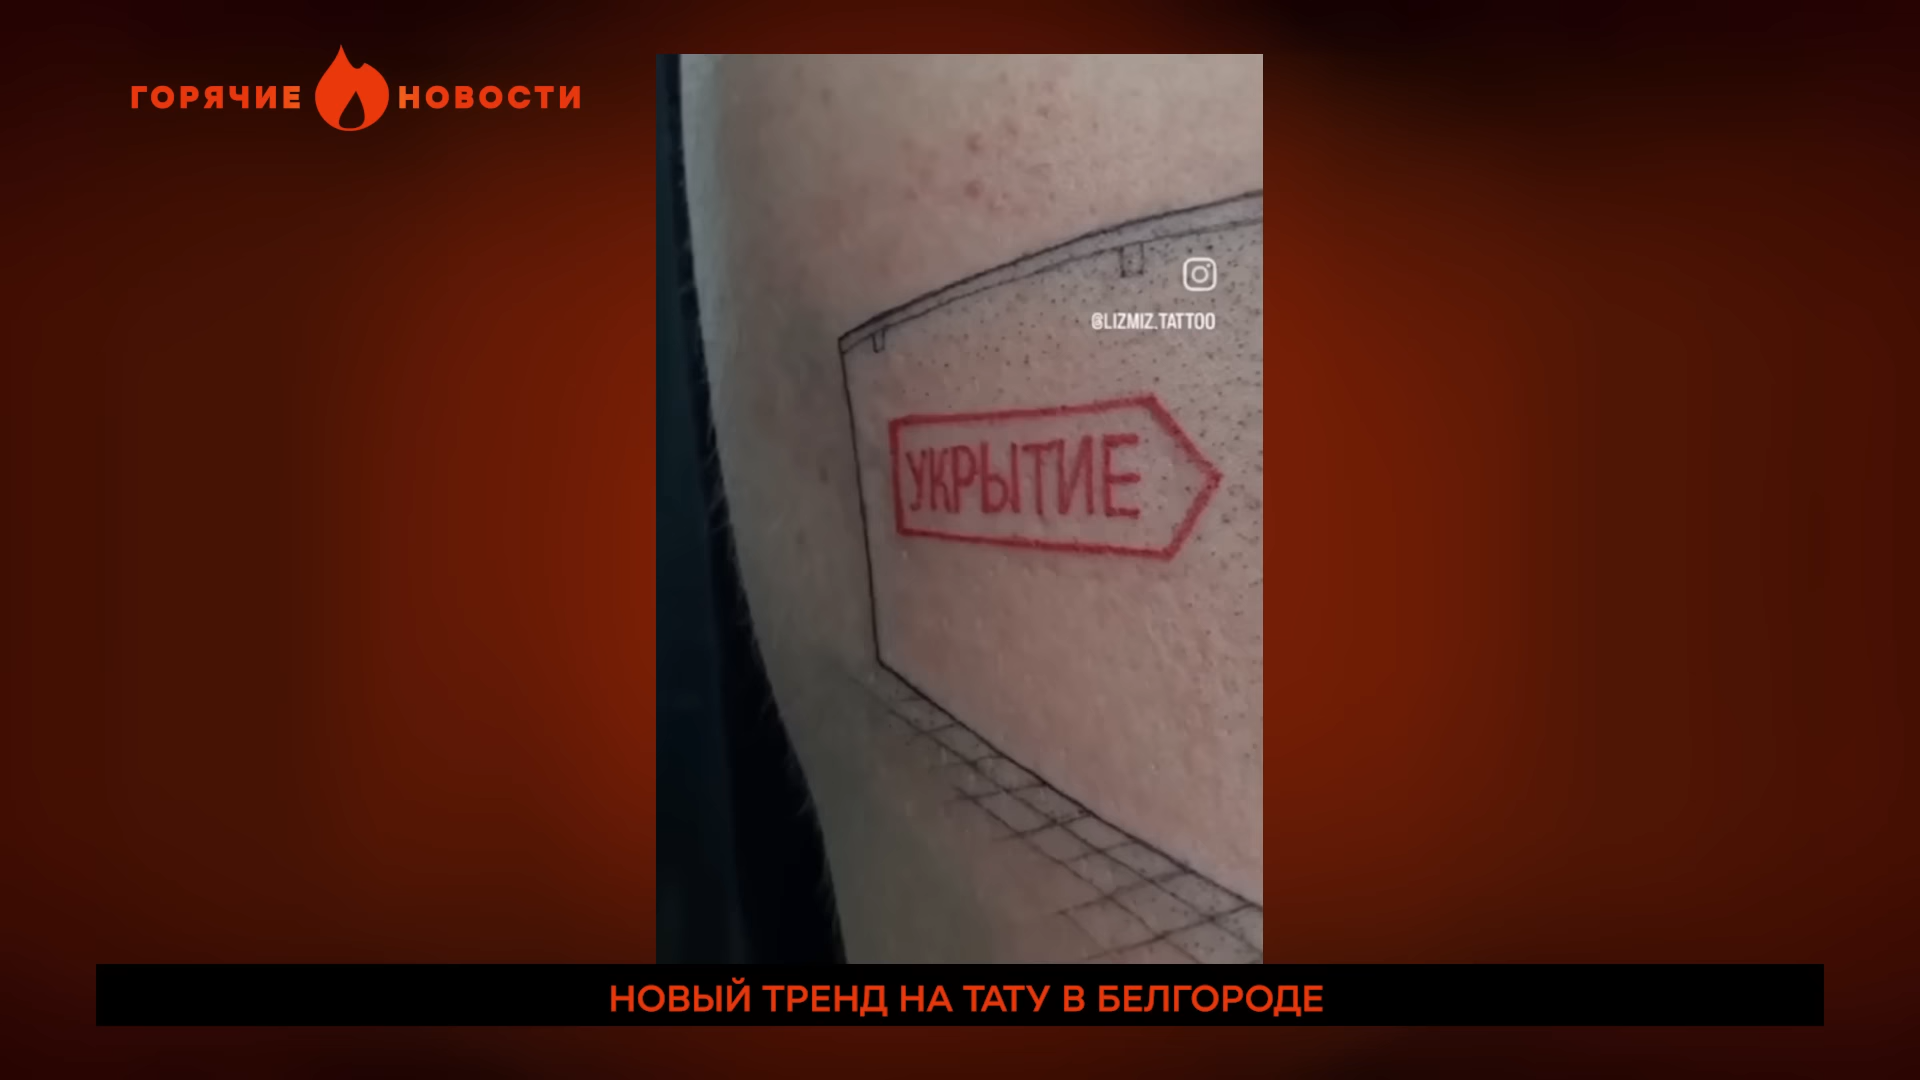 ГОРЯЧИЕ НОВОСТИ
@LIZMIZ.TATTOO
УКРЫТИЕ
НОВЫЙ ТРЕНД НА ТАТУ В БЕЛГОРОДЕ